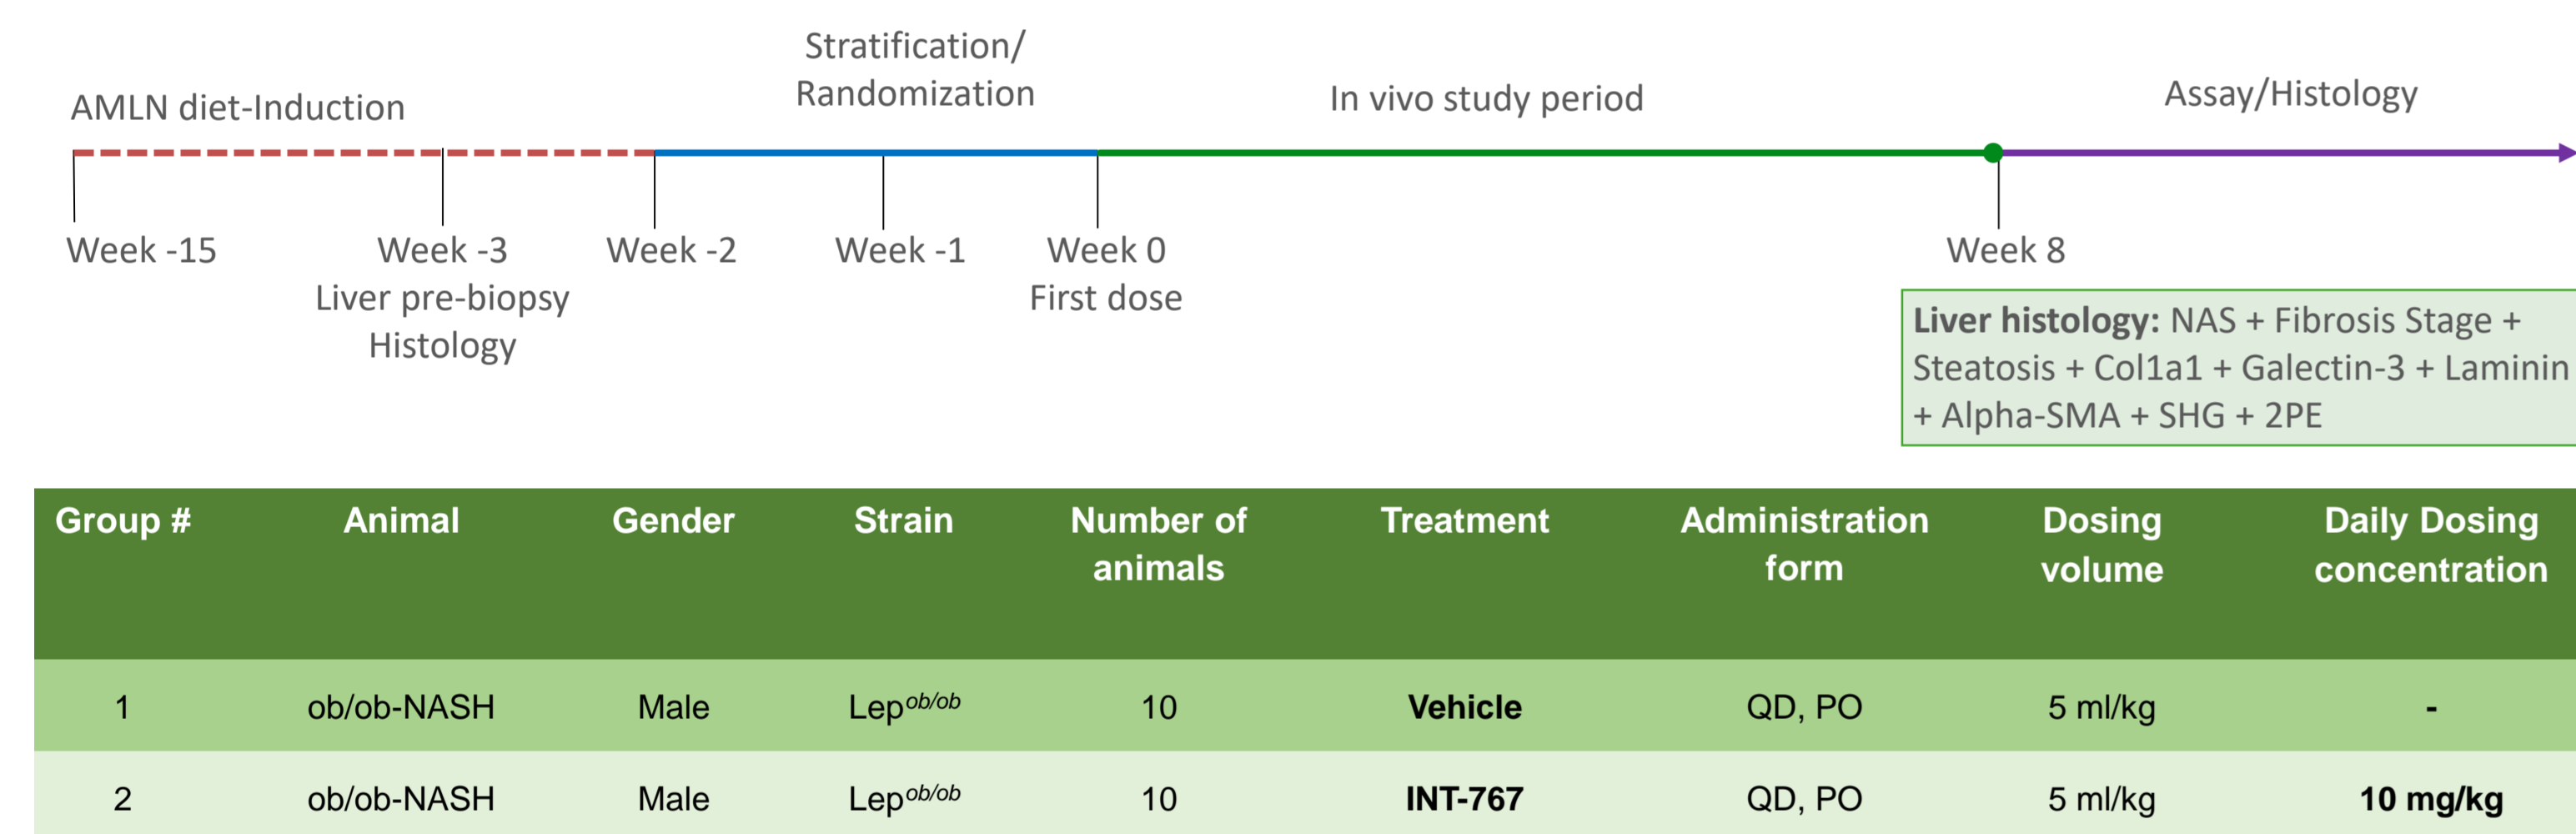 Stratification/
Randomization
AMLN diet-Induction
In vivo study period
Assay/Histology
Week -15
Week -3
Liver pre-biopsy
Histology
Week -2
Week -1
Week 0
First dose
Week 8
Liver histology: NAS + Fibrosis Stage +
Steatosis + Col1a1 + Galectin-3 + Laminin
+ Alpha-SMA + SHG + 2PE
Group # Animal Gender Strain Number of animals Treatment Administration form Dosing volume Daily Dosing concentration
1 ob/ob-NASH Male Lep^ob/ob 10 Vehicle QD, PO 5 ml/kg -
2 ob/ob-NASH Male Lep^ob/ob 10 INT-767 QD, PO 5 ml/kg 10 mg/kg